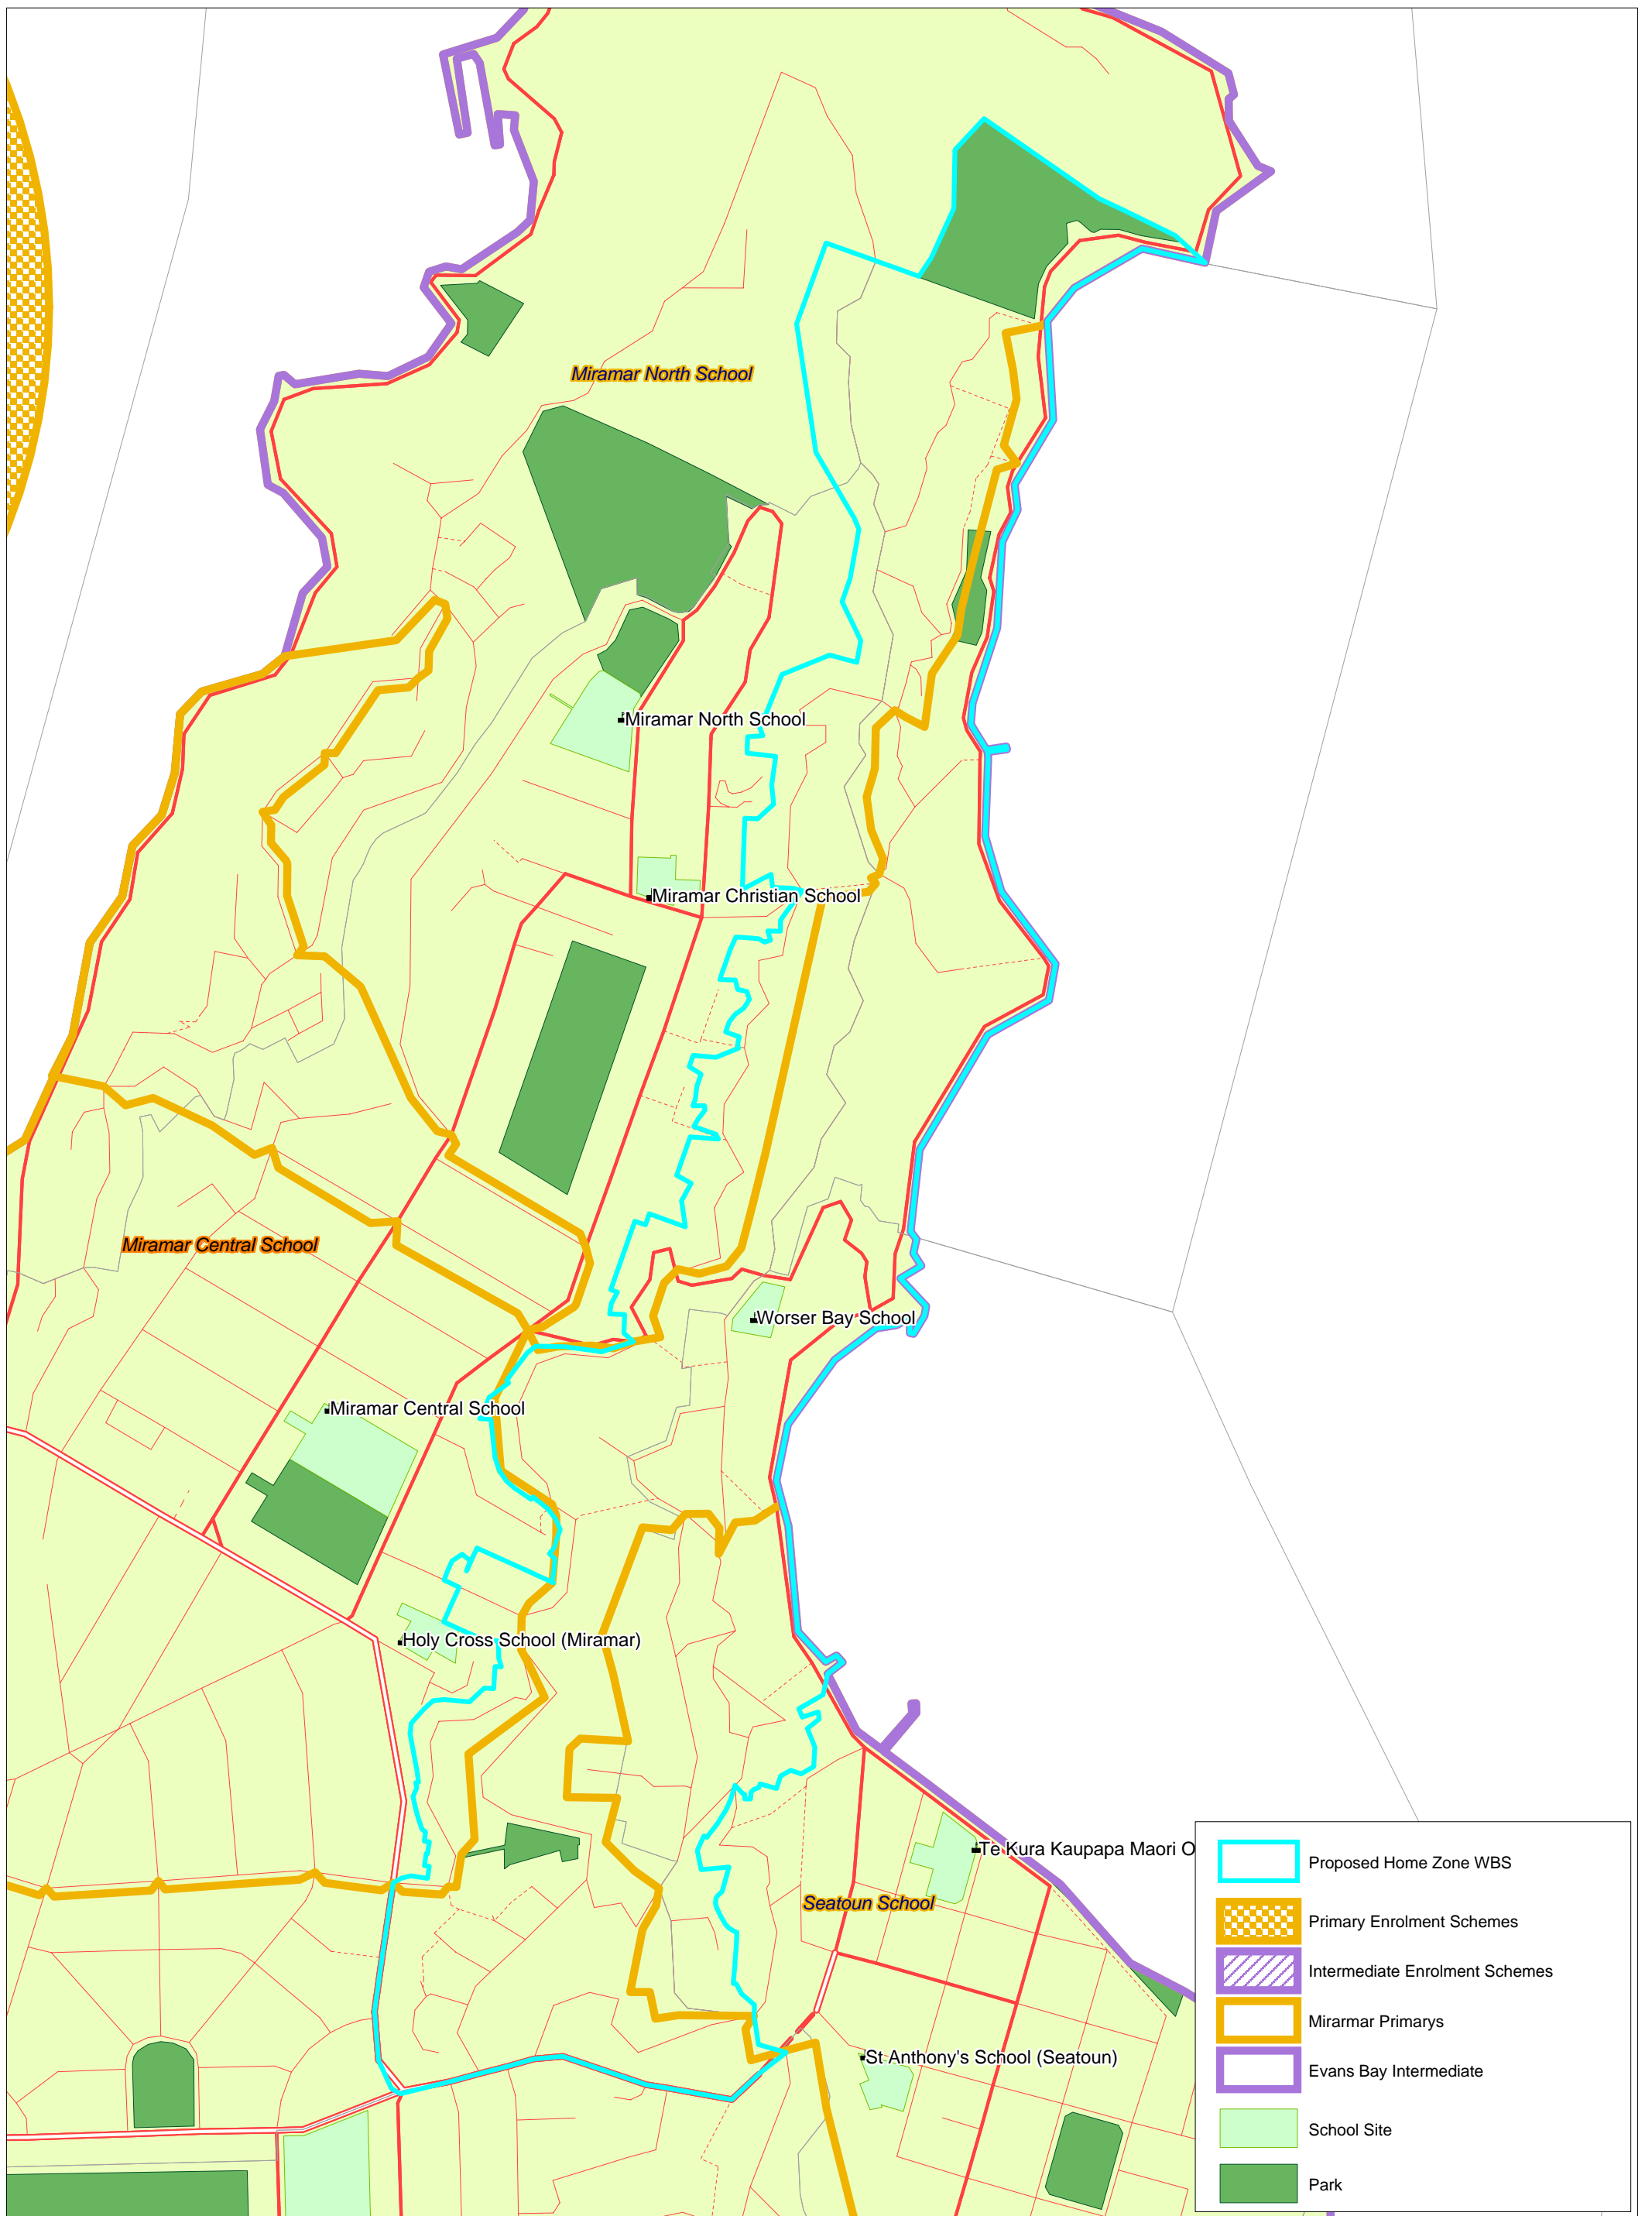 Miramar North School
Miramar North School
Miramar Christian School
Miramar Central School
Worser Bay School
Miramar Central School
Holy Cross School (Miramar)
Te Kura Kaupapa Maori O
Seatoun School
St Anthony's School (Seatoun)
Proposed Home Zone WBS
Primary Enrolment Schemes
Intermediate Enrolment Schemes
Mirarmar Primarys
Evans Bay Intermediate
School Site
Park